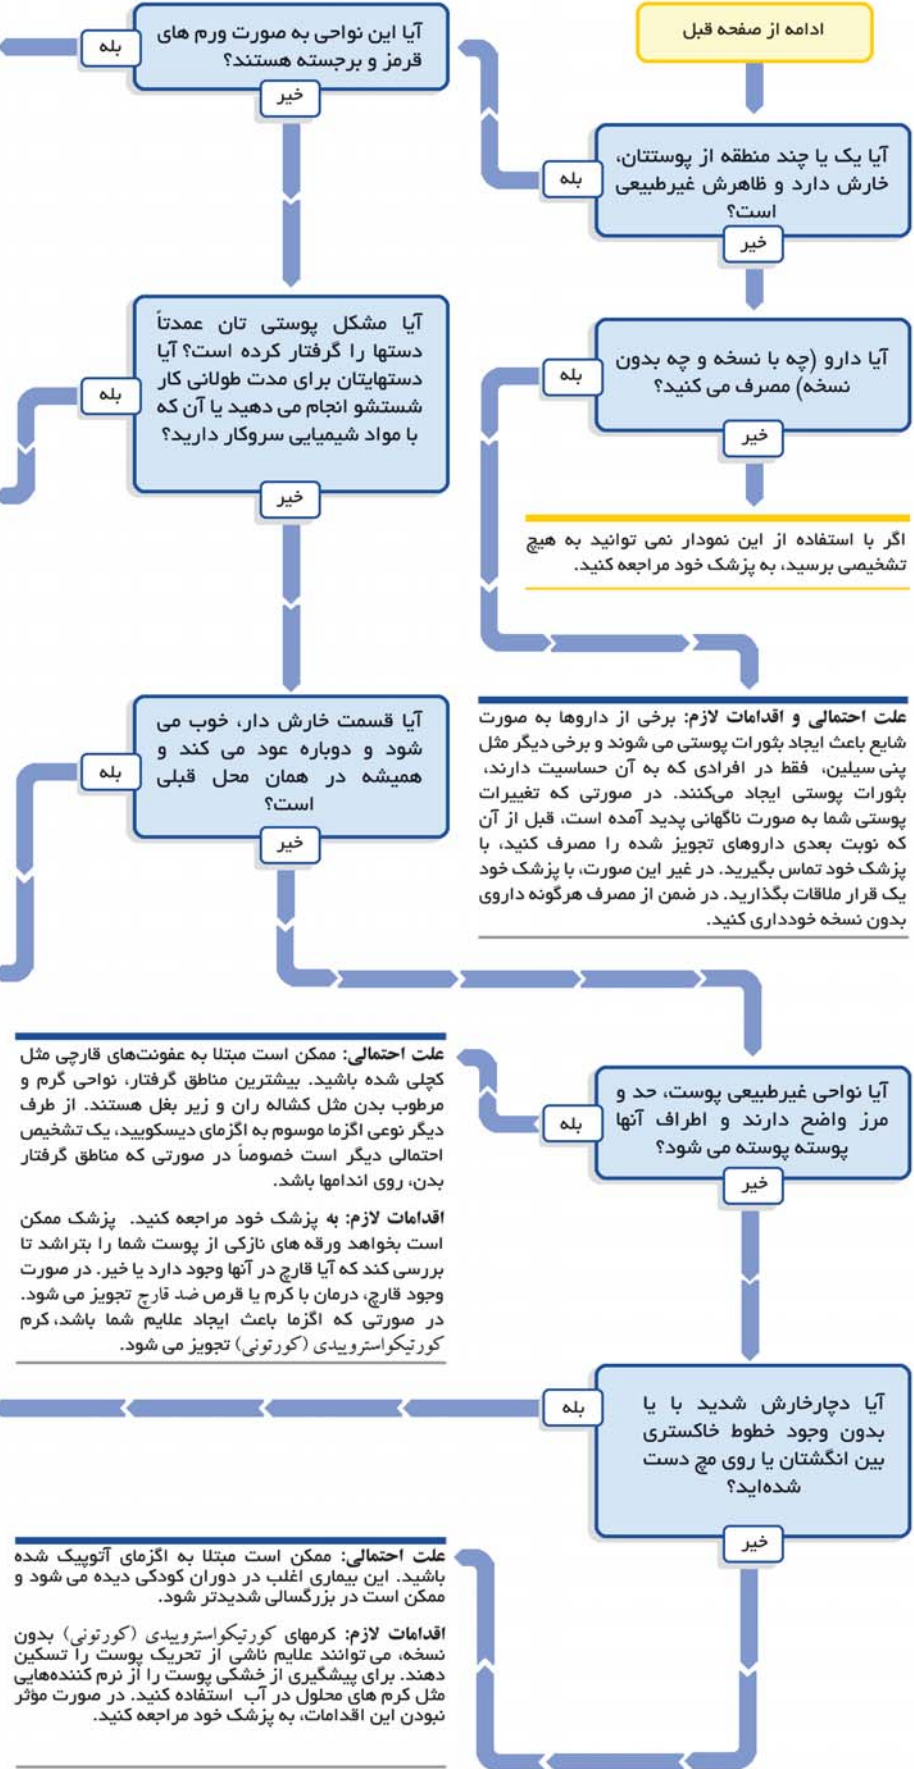 ادامه از صفحه قبل
آیا یک یا چند منطقه از پوستتان،
خارش دارد و ظاهرش غیرطبیعی
است؟
بله
خیر
آیا دارو (چه با نسخه و چه بدون
نسخه) مصرف می کنید؟
بله
خیر
اگر با استفاده از این نمودار نمی توانید به هیچ
تشخیصی برسید، به پزشک خود مراجعه کنید.
علت احتمالی و اقدامات لازم: برخی از داروها به صورت
شایع باعث ایجاد بثورات پوستی می شوند و برخی دیگر مثل
پنی سیلین، فقط در افرادی که به آن حساسیت دارند،
بثورات پوستی ایجاد می‌کنند. در صورتی که تغییرات
پوستی شما به صورت ناگهانی پدید آمده است، قبل از آن
که نوبت بعدی داروهای تجویز شده را مصرف کنید، با
پزشک خود تماس بگیرید. در غیر این صورت، با پزشک خود
یک قرار ملاقات بگذارید. در ضمن از مصرف هرگونه داروی
بدون نسخه خودداری کنید.
آیا این نواحی به صورت ورم های
قرمز و برجسته هستند؟
بله
خیر
آیا مشکل پوستی تان عمدتاً
دستها را گرفتار کرده است؟ آیا
دستهایتان برای مدت طولانی کار
شستشو انجام می دهید یا آن که
با مواد شیمیایی سروکار دارید؟
بله
خیر
آیا قسمت خارش دار، خوب می
شود و دوباره عود می کند و
همیشه در همان محل قبلی
است؟
بله
خیر
آیا نواحی غیرطبیعی پوست، حد و
مرز واضح دارند و اطراف آنها
پوسته پوسته می شود؟
بله
خیر
علت احتمالی: ممکن است مبتلا به عفونت‌های قارچی مثل
کچلی شده باشید. بیشترین مناطق گرفتار، نواحی گرم و
مرطوب بدن مثل کشاله ران و زیر بغل هستند. از طرف
دیگر نوعی اگزما موسوم به اگزمای دیسکویید، یک تشخیص
احتمالی دیگر است خصوصاً در صورتی که مناطق گرفتار
بدن، روی اندامها باشد.
اقدامات لازم: به پزشک خود مراجعه کنید. پزشک ممکن
است بخواهد ورقه های نازکی از پوست شما را بتراشد تا
بررسی کند که آیا قارچ در آنها وجود دارد یا خیر. در صورت
وجود قارچ، درمان با کرم یا قرص ضد قارچ تجویز می شود.
در صورتی که اگزما باعث ایجاد علایم شما باشد، کرم
کورتیکواستروییدی (کورتونی) تجویز می شود.
آیا دچارخارش شدید با یا
بدون وجود خطوط خاکستری
بین انگشتان یا روی مچ دست
شده‌اید؟
بله
خیر
علت احتمالی: ممکن است مبتلا به اگزمای آتوپیک شده
باشید. این بیماری اغلب در دوران کودکی دیده می شود و
ممکن است در بزرگسالی شدیدتر شود.
اقدامات لازم: کرمهای کورتیکواستروییدی (کورتونی) بدون
نسخه، می توانند علایم ناشی از تحریک پوست را تسکین
دهند. برای پیشگیری از خشکی پوست را از نرم کننده‌هایی
مثل کرم های محلول در آب استفاده کنید. در صورت مؤثر
نبودن این اقدامات، به پزشک خود مراجعه کنید.